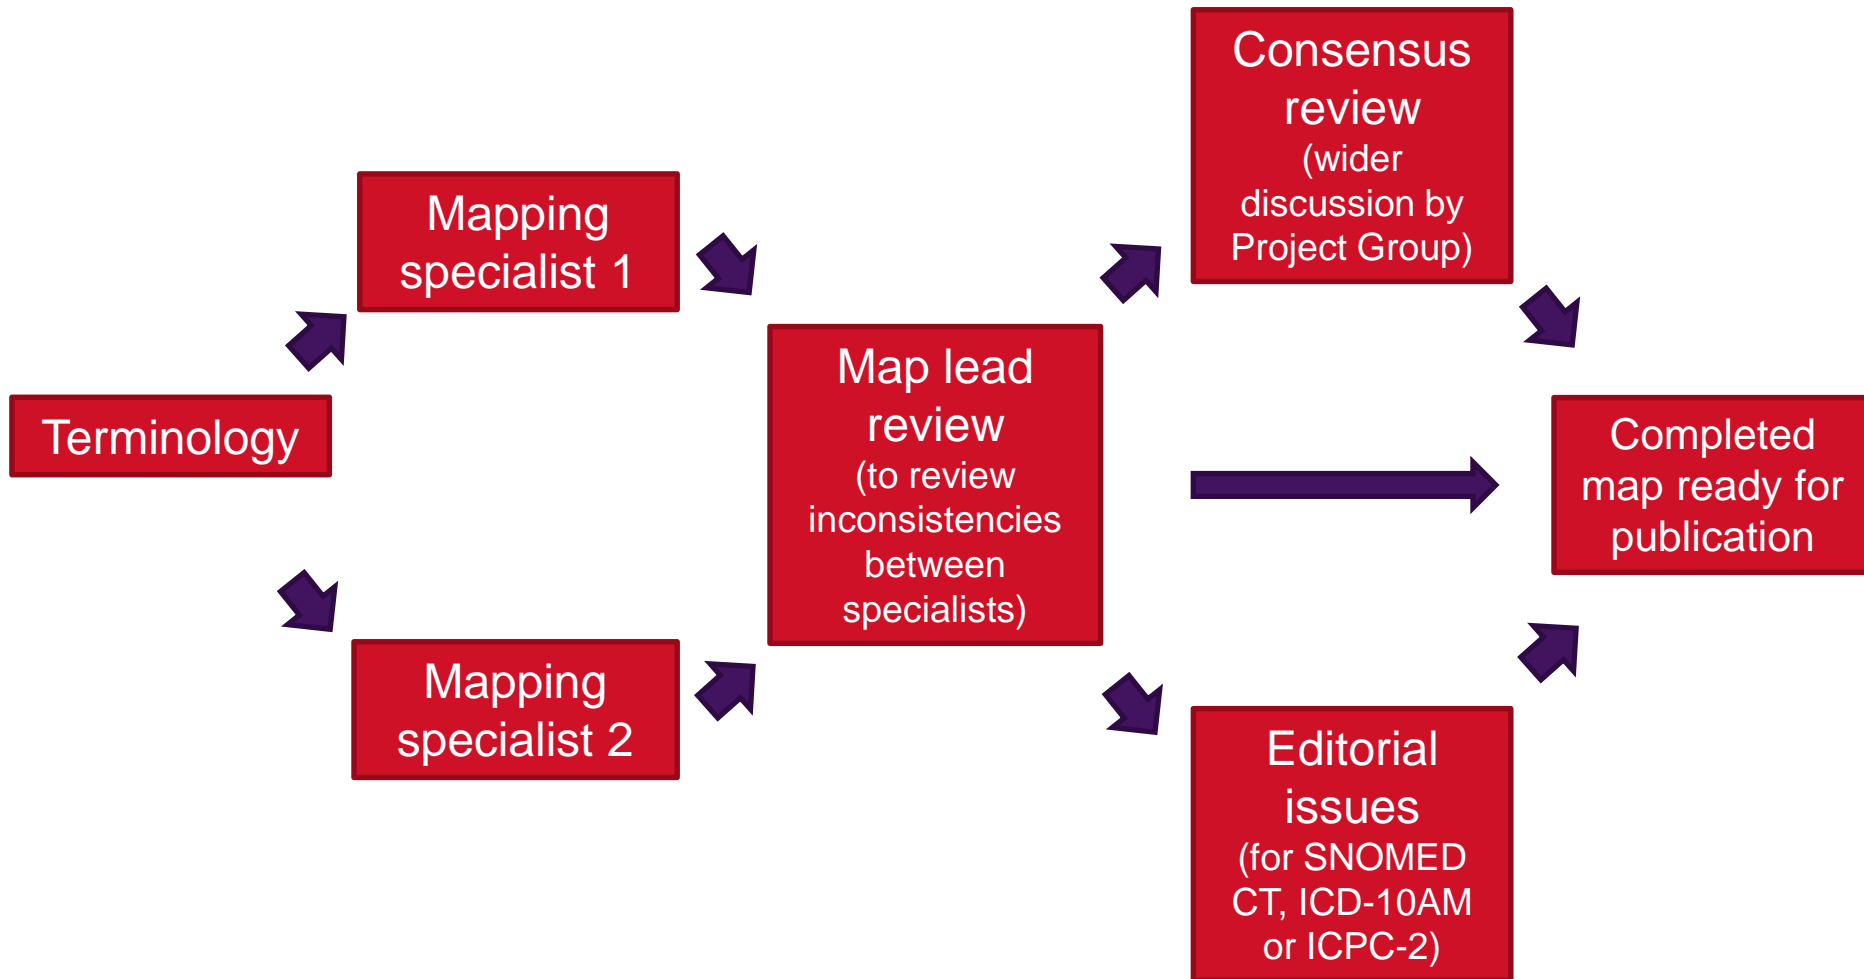 Terminology
Mapping
specialist 1
Mapping
specialist 2
Map lead
review
(to review
inconsistencies
between
specialists)
Consensus
review
(wider
discussion by
Project Group)
Editorial
issues
(for SNOMED
CT, ICD-10AM
or ICPC-2)
Completed
map ready for
publication